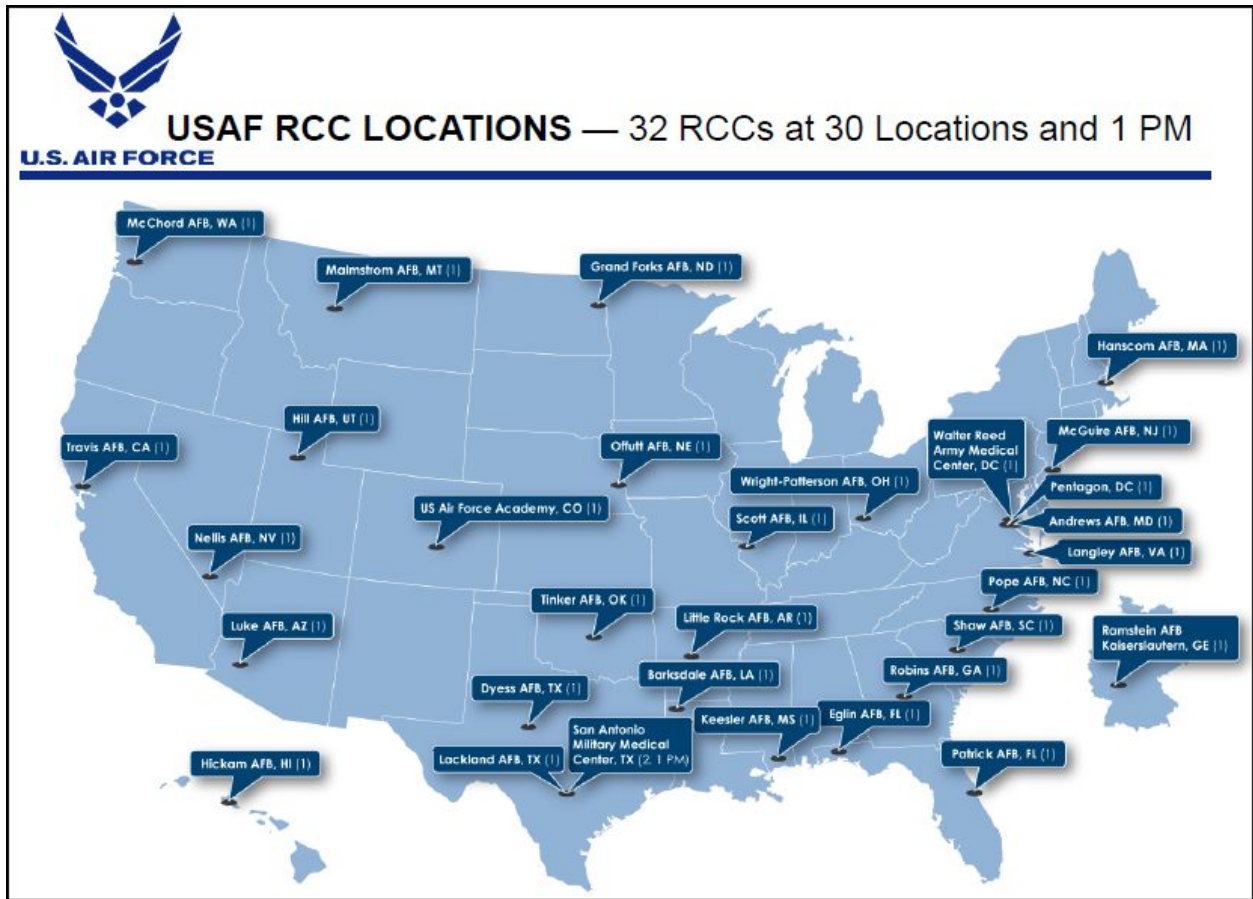 USAF RCC LOCATIONS — 32 RCCs at 30 Locations and 1 PM
U.S. AIR FORCE
McChord AFB, WA (1)
Malmstrom AFB, MT (1)
Grand Forks AFB, ND (1)
Hanscom AFB, MA (1)
Hill AFB, UT (1)
Travis AFB, CA (1)
Offutt AFB, NE (1)
Walter Reed
Army Medical
Center, DC (1)
McGuire AFB, NJ (1)
Wright-Patterson AFB, OH (1)
Pentagon, DC (1)
US Air Force Academy, CO (1)
Scott AFB, IL (1)
Andrews AFB, MD (1)
Nellis AFB, NV (1)
Langley AFB, VA (1)
Pope AFB, NC (1)
Tinker AFB, OK (1)
Little Rock AFB, AR (1)
Luke AFB, AZ (1)
Shaw AFB, SC (1)
Ramstein AFB
Kaiserslautern, GE (1)
Barksdale AFB, LA (1)
Robins AFB, GA (1)
Dyess AFB, TX (1)
Keesler AFB, MS (1)
Eglin AFB, FL (1)
San Antonio
Military Medical
Center, TX (2, 1 PM)
Lackland AFB, TX (1)
Patrick AFB, FL (1)
Hickam AFB, HI (1)